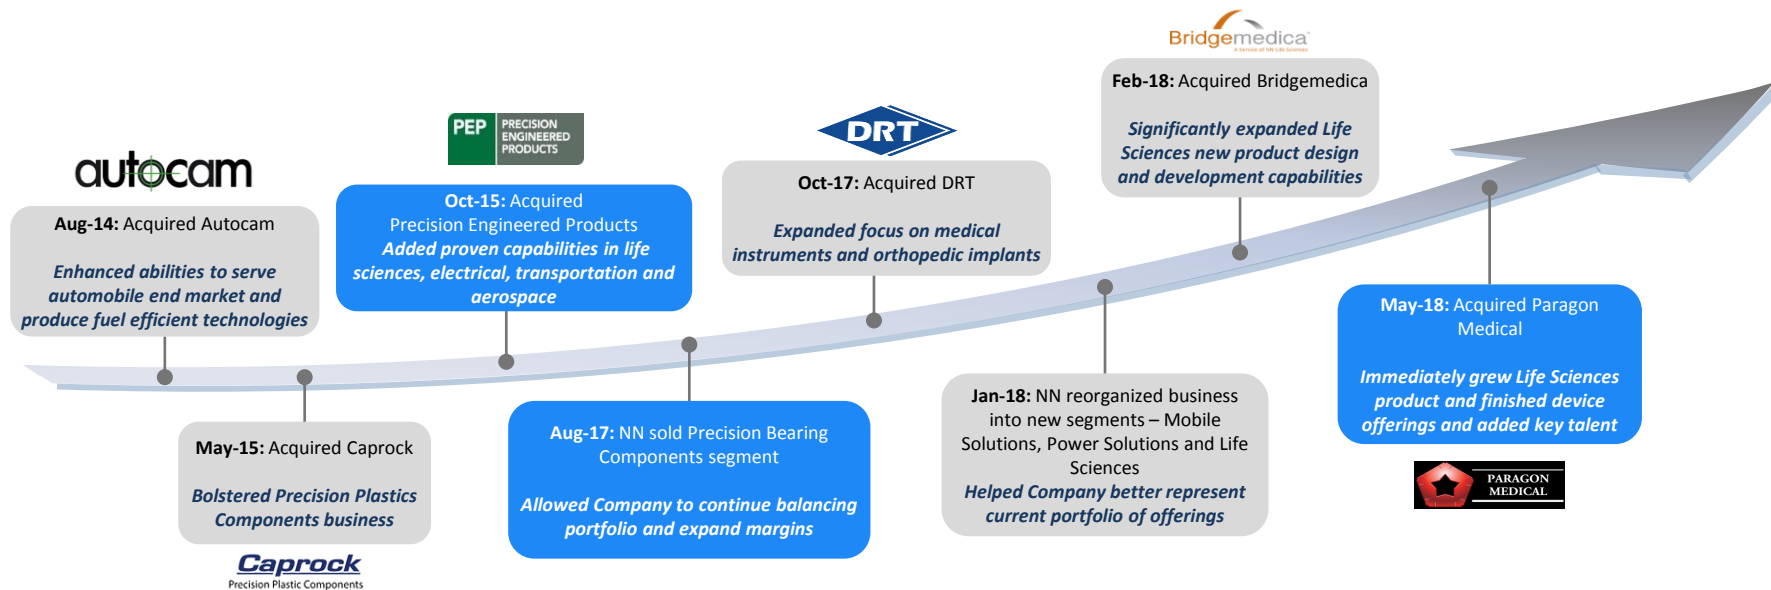 autocam
Aug-14: Acquired Autocam
Enhanced abilities to serve
automobile end market and
produce fuel efficient technologies
May-15: Acquired Caprock
Bolstered Precision Plastics
Components business
Caprock
Precision Plastic Components
PEP
PRECISION
ENGINEERED
PRODUCTS
Oct-15: Acquired
Precision Engineered Products
Added proven capabilities in life
sciences, electrical, transportation and
aerospace
Aug-17: NN sold Precision Bearing
Components segment
Allowed Company to continue balancing
portfolio and expand margins
DRT
Oct-17: Acquired DRT
Expanded focus on medical
instruments and orthopedic implants
Jan-18: NN reorganized business
into new segments – Mobile
Solutions, Power Solutions and Life
Sciences
Helped Company better represent
current portfolio of offerings
Bridgemedica
A Service of NN Life Sciences
Feb-18: Acquired Bridgemedica
Significantly expanded Life
Sciences new product design
and development capabilities
May-18: Acquired Paragon
Medical
Immediately grew Life Sciences
product and finished device
offerings and added key talent
PARAGON
MEDICAL